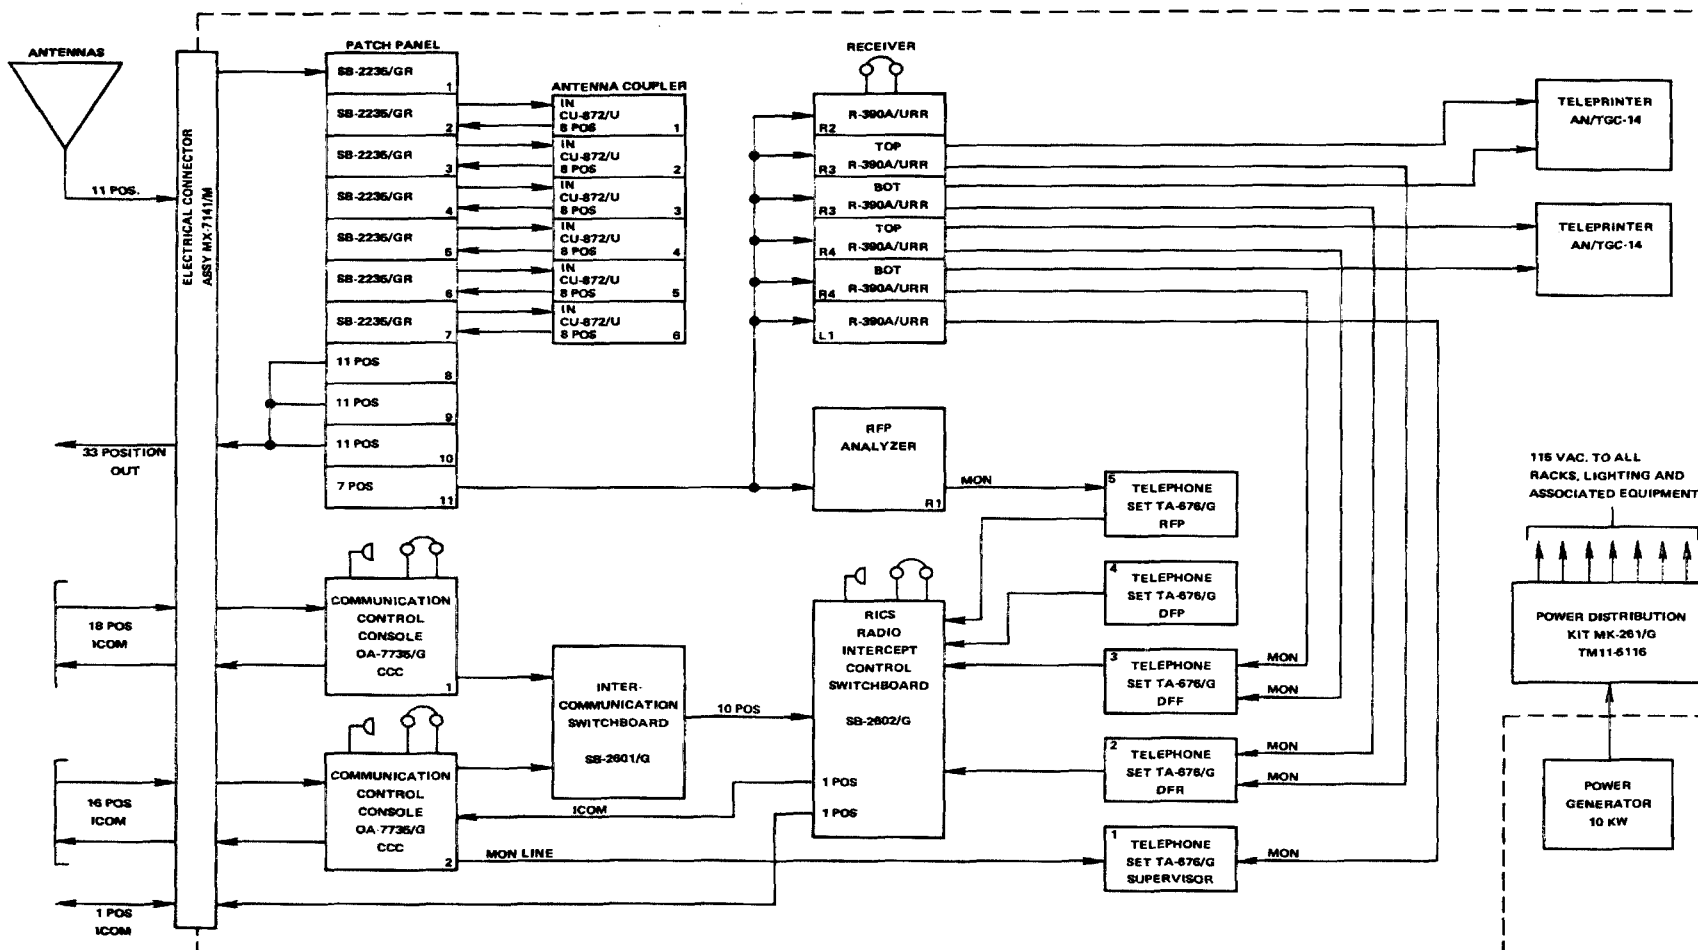 ANTENNAS
11 POS.
ELECTRICAL CONNECTOR
ASSY MX-7141/M
33 POSITION
OUT
18 POS
ICOM
16 POS
ICOM
1 POS
ICOM
PATCH PANEL
SB-2235/GR
1
SB-2235/GR
2
SB-2235/GR
3
SB-2235/GR
4
SB-2235/GR
5
SB-2235/GR
6
SB-2235/GR
7
11 POS
8
11 POS
9
11 POS
10
7 POS
11
ANTENNA COUPLER
IN
CU-872/U
8 POS
1
IN
CU-872/U
8 POS
2
IN
CU-872/U
8 POS
3
IN
CU-872/U
8 POS
4
IN
CU-872/U
8 POS
5
IN
CU-872/U
8 POS
6
RECEIVER
R-390A/URR
R2
TOP
R-390A/URR
R3
BOT
R-390A/URR
R3
TOP
R-390A/URR
R4
BOT
R-390A/URR
R4
R-390A/URR
L1
RFP
ANALYZER
R1
MON
TELEPRINTER
AN/TGC-14
TELEPRINTER
AN/TGC-14
COMMUNICATION
CONTROL
CONSOLE
OA-7735/G
CCC
1
COMMUNICATION
CONTROL
CONSOLE
OA-7735/G
CCC
2
INTER-
COMMUNICATION
SWITCHBOARD
SB-2601/G
10 POS
ICOM
MON LINE
RICS
RADIO
INTERCEPT
CONTROL
SWITCHBOARD
SB-2602/G
1 POS
1 POS
5
TELEPHONE
SET TA-676/G
RFP
4
TELEPHONE
SET TA-676/G
DFP
3
TELEPHONE
SET TA-676/G
DFF
MON
MON
2
TELEPHONE
SET TA-676/G
DFR
MON
MON
1
TELEPHONE
SET TA-676/G
SUPERVISOR
MON
115 VAC. TO ALL
RACKS, LIGHTING AND
ASSOCIATED EQUIPMENT
POWER DISTRIBUTION
KIT MK-261/G
TM11-5116
POWER
GENERATOR
10 KW